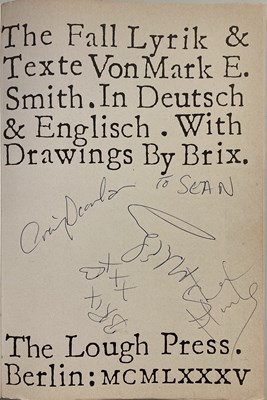 The Fall Lyrik &
Texte Von Mark E.
Smith. In Deutsch
& Englisch. With
Drawings By Brix.
TO SEAN
BRIX
The Lough Press.
Berlin: MCMLXXXV